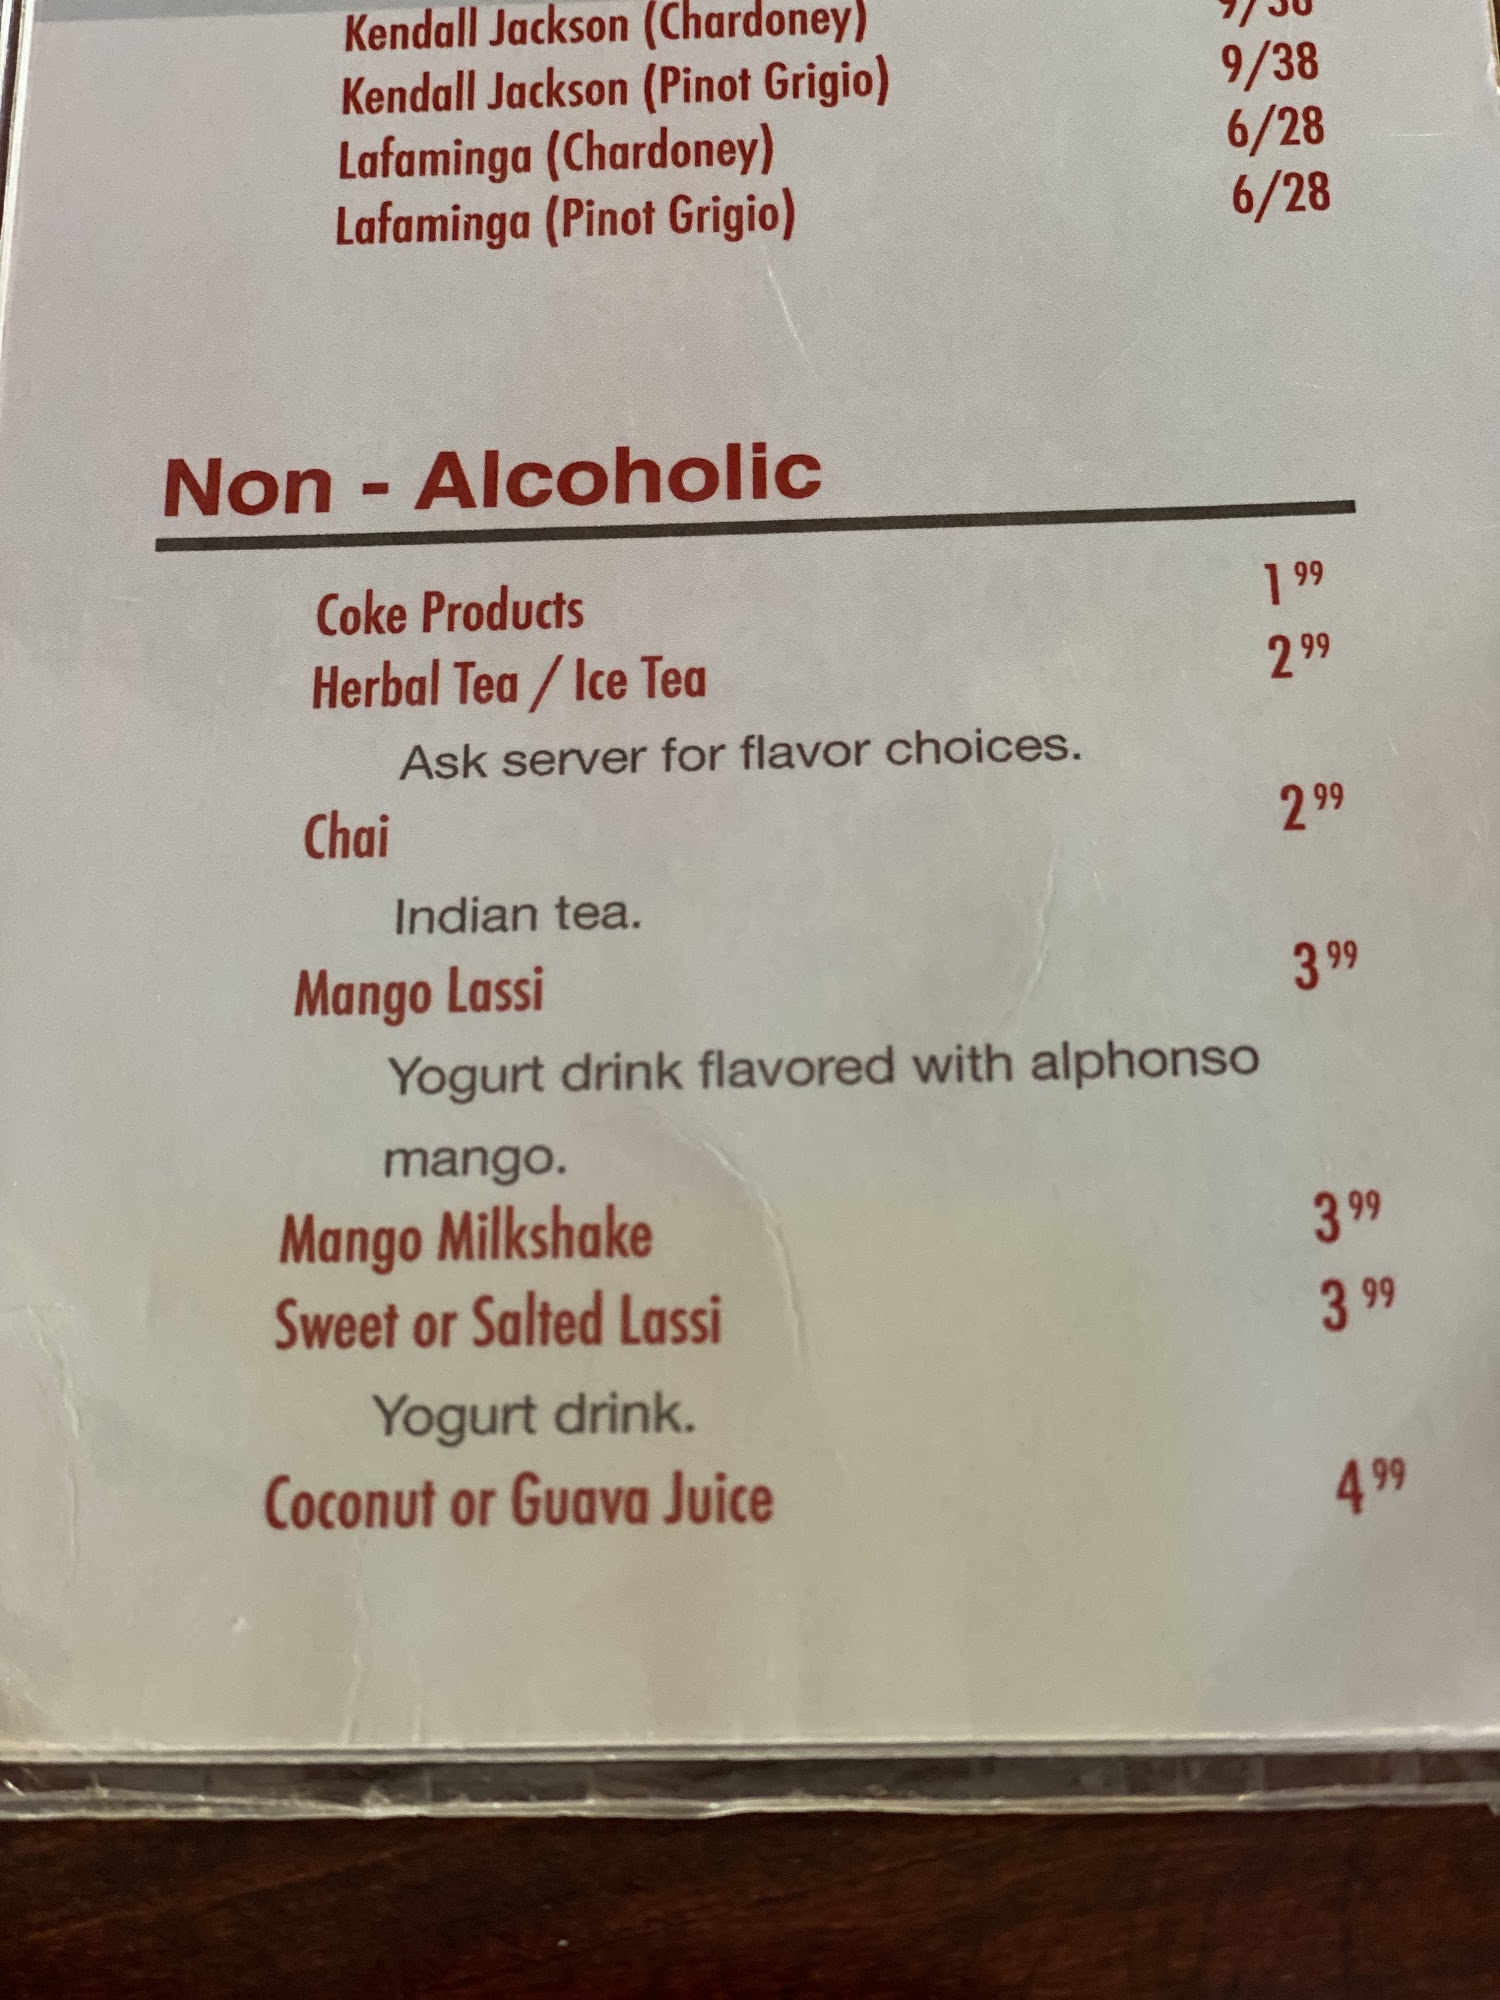 Kendall Jackson (Chardoney) 9/38
Kendall Jackson (Pinot Grigio) 9/38
Lafaminga (Chardoney) 6/28
Lafaminga (Pinot Grigio) 6/28
Non - Alcoholic
Coke Products 1 99
Herbal Tea / Ice Tea 2 99
Ask server for flavor choices.
Chai 2 99
Indian tea.
Mango Lassi 3 99
Yogurt drink flavored with alphonso
mango.
Mango Milkshake 3 99
Sweet or Salted Lassi 3 99
Yogurt drink.
Coconut or Guava Juice 4 99